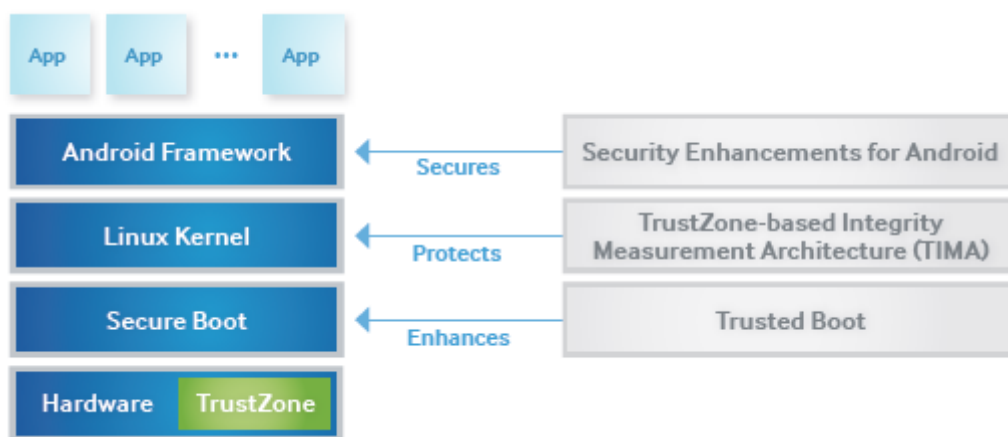 App App ... App
Android Framework
Secures
Security Enhancements for Android
Linux Kernel
Protects
TrustZone-based Integrity
Measurement Architecture (TIMA)
Secure Boot
Enhances
Trusted Boot
Hardware TrustZone